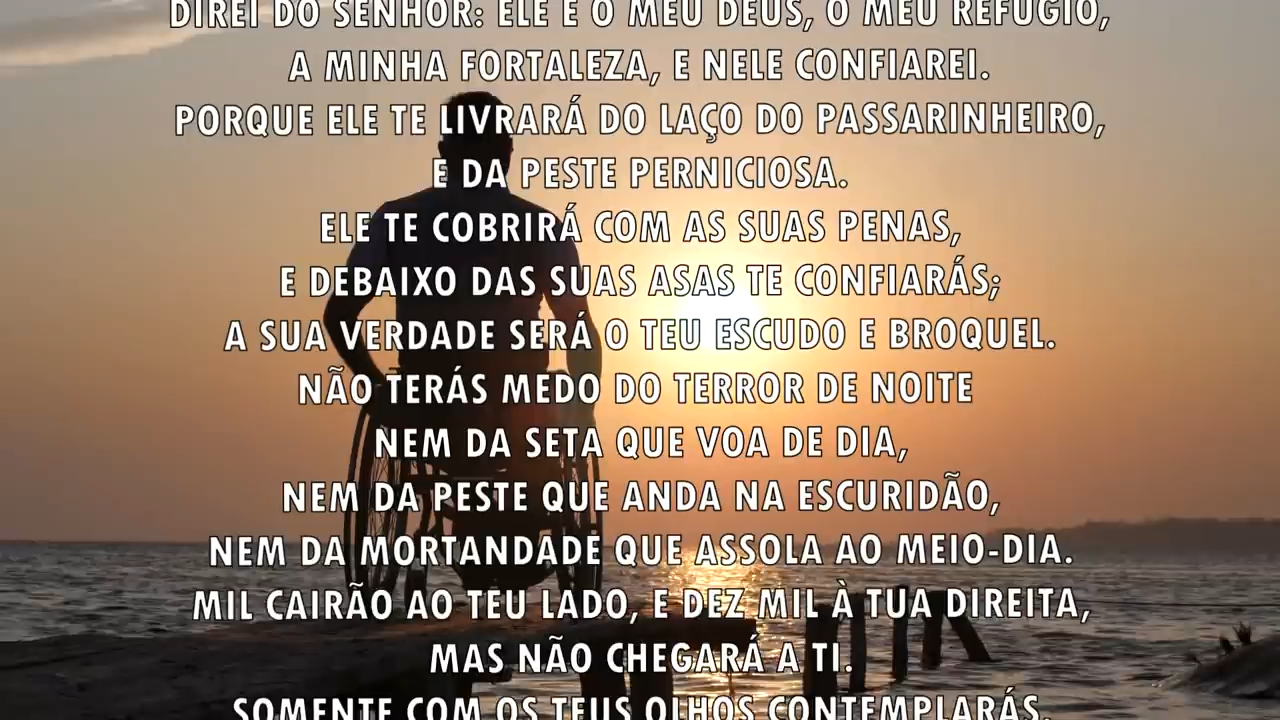 DIREI DO SENHOR: ELE É O MEU DEUS, O MEU REFÚGIO,
A MINHA FORTALEZA, E NELE CONFIAREI.
PORQUE ELE TE LIVRARÁ DO LAÇO DO PASSARINHEIRO,
E DA PESTE PERNICIOSA.
ELE TE COBRIRÁ COM AS SUAS PENAS,
E DEBAIXO DAS SUAS ASAS TE CONFIARÁS;
A SUA VERDADE SERÁ O TEU ESCUDO E BROQUEL.
NÃO TERÁS MEDO DO TERROR DE NOITE
NEM DA SETA QUE VOA DE DIA,
NEM DA PESTE QUE ANDA NA ESCURIDÃO,
NEM DA MORTANDADE QUE ASSOLA AO MEIO-DIA.
MIL CAIRÃO AO TEU LADO, E DEZ MIL À TUA DIREITA,
MAS NÃO CHEGARÁ A TI.
SOMENTE COM OS TEUS OLHOS CONTEMPLARÁS,